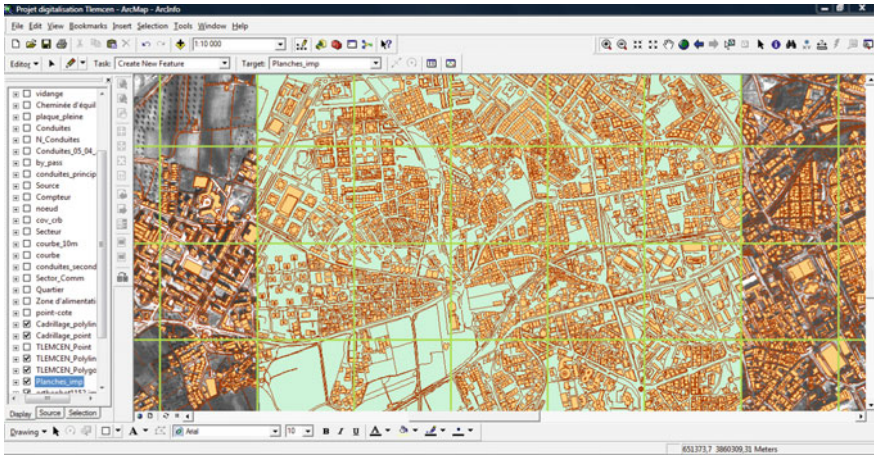 Projet digitalisation Tlemcen - ArcMap - ArcInfo
File Edit View Bookmarks Insert Selection Tools Window Help
1:10 000
Editor Task: Create New Feature Target: Planches_imp
vidange
Cheminée d'équil
plaque_pleine
Conduites
N_Conduites
Conduites_05_04_
by_pass
conduites_princip
Source
Compteur
noeud
cov_crb
Secteur
courbe_10m
courbe
conduites_second
Sector_Comm
Quartier
Zone d'alimentati
point-cote
Cadrillage_polylin
Cadrillage_point
TLEMCEN_Point
TLEMCEN_Polylin
TLEMCEN_Polygo
Planches_imp
Display Source Selection
Drawing A Arial 10 B I U A
651373,7 3860309,31 Meters